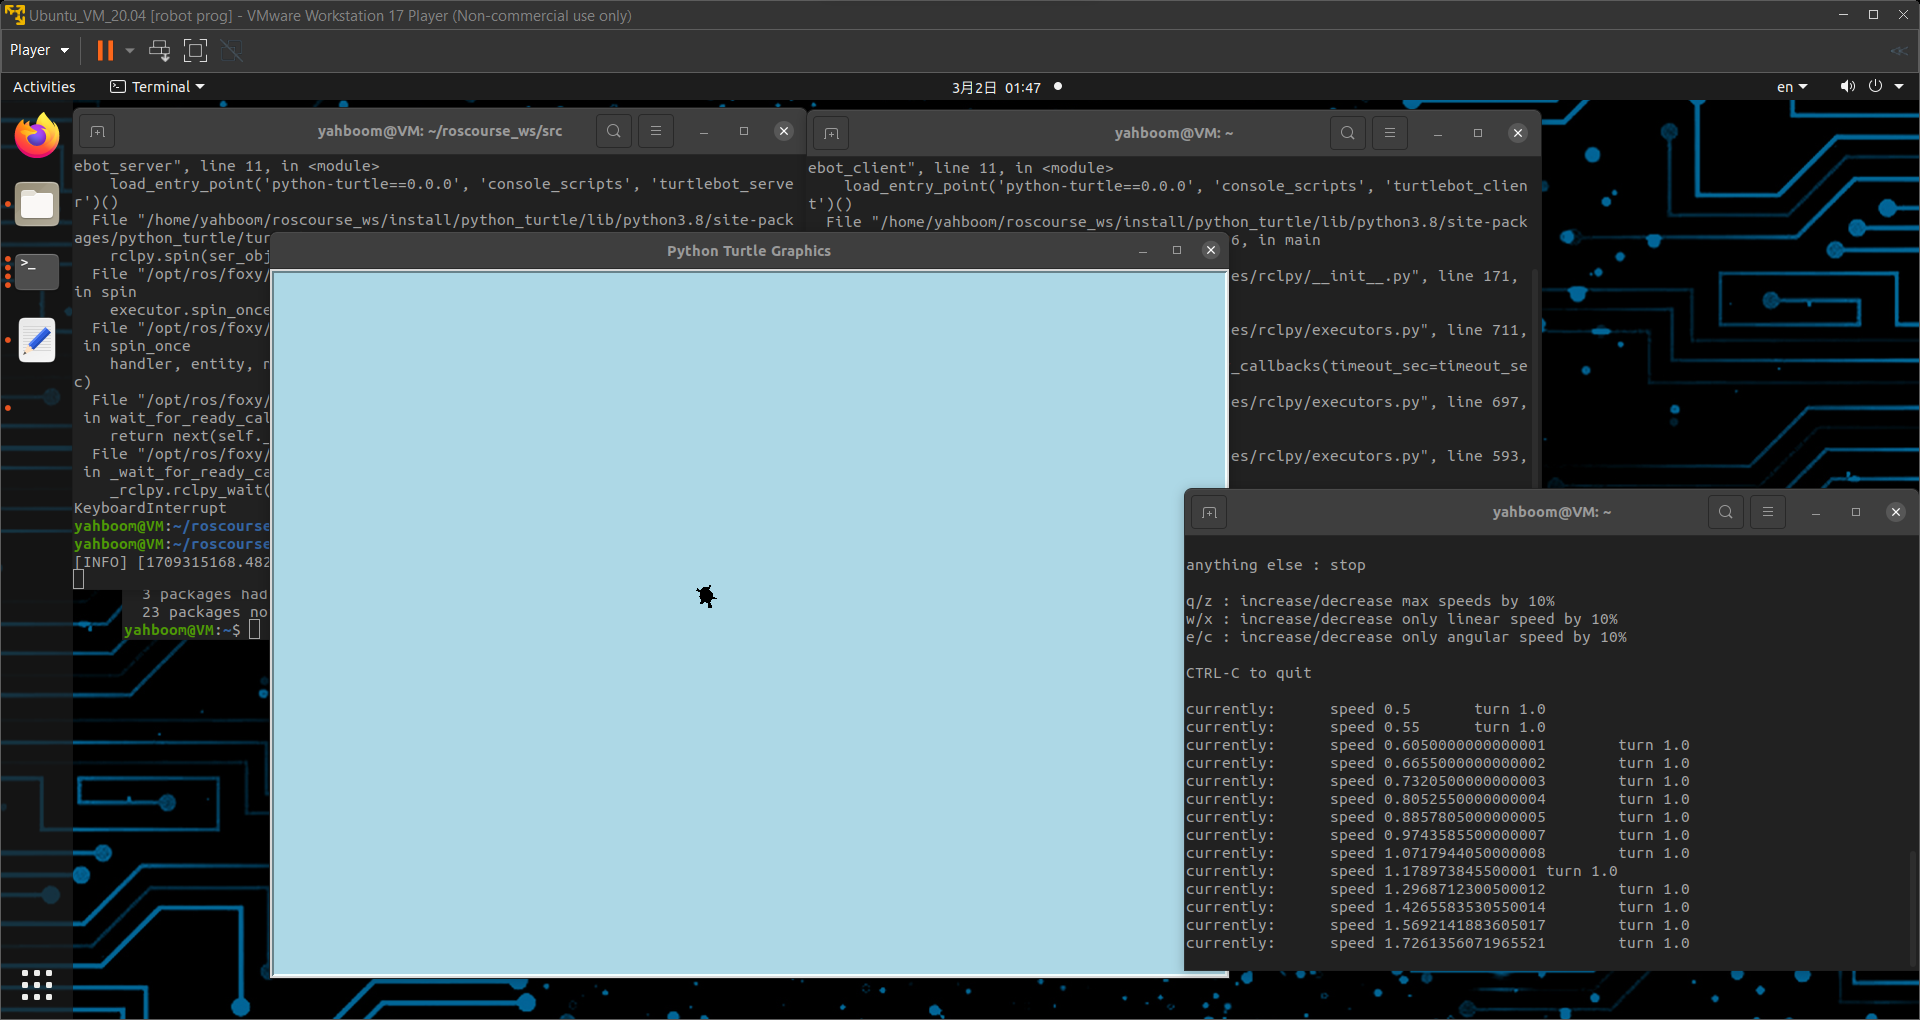 Ubuntu_VM_20.04 [robot prog] - VMware Workstation 17 Player (Non-commercial use only)
Player
Activities
Terminal
3月2日 01:47
en
yahboom@VM: ~/roscourse_ws/src
ebot_server", line 11, in <module>
load_entry_point('python-turtle==0.0.0', 'console_scripts', 'turtlebot_serve
r')()
File "/home/yahboom/roscourse_ws/install/python_turtle/lib/python3.8/site-pack
ages/python_turtle/tur
rclpy.spin(ser_obj
File "/opt/ros/foxy/
in spin
executor.spin_once
File "/opt/ros/foxy/
in spin_once
handler, entity, n
c)
File "/opt/ros/foxy/
in wait_for_ready_cal
return next(self._
File "/opt/ros/foxy/
in _wait_for_ready_ca
_rclpy.rclpy_wait(
KeyboardInterrupt
yahboom@VM:~/roscourse
yahboom@VM:~/roscourse
[INFO] [1709315168.482
3 packages had
23 packages no
yahboom@VM:~$
yahboom@VM: ~
ebot_client", line 11, in <module>
load_entry_point('python-turtle==0.0.0', 'console_scripts', 'turtlebot_clien
t')()
File "/home/yahboom/roscourse_ws/install/python_turtle/lib/python3.8/site-pack
6, in main
es/rclpy/__init__.py", line 171,
es/rclpy/executors.py", line 711,
_callbacks(timeout_sec=timeout_se
es/rclpy/executors.py", line 697,
es/rclpy/executors.py", line 593,
Python Turtle Graphics
yahboom@VM: ~
anything else : stop
q/z : increase/decrease max speeds by 10%
w/x : increase/decrease only linear speed by 10%
e/c : increase/decrease only angular speed by 10%
CTRL-C to quit
currently: speed 0.5 turn 1.0
currently: speed 0.55 turn 1.0
currently: speed 0.6050000000000001 turn 1.0
currently: speed 0.6655000000000002 turn 1.0
currently: speed 0.7320500000000003 turn 1.0
currently: speed 0.8052550000000004 turn 1.0
currently: speed 0.8857805000000005 turn 1.0
currently: speed 0.9743585500000007 turn 1.0
currently: speed 1.0717944050000008 turn 1.0
currently: speed 1.178973845500001 turn 1.0
currently: speed 1.2968712300500012 turn 1.0
currently: speed 1.4265583530550014 turn 1.0
currently: speed 1.5692141883605017 turn 1.0
currently: speed 1.7261356071965521 turn 1.0